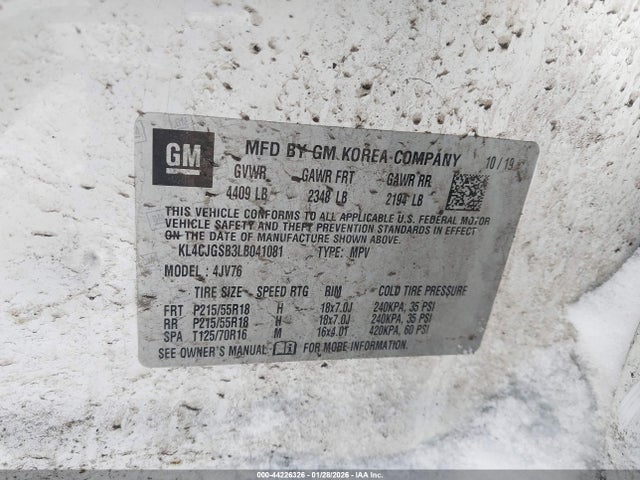 GM
MFD BY GM KOREA COMPANY 10/19
GVWR GAWR FRT GAWR RR
4409 LB 2348 LB 2194 LB
THIS VEHICLE CONFORMS TO ALL APPLICABLE U.S. FEDERAL MOTOR
VEHICLE SAFETY AND THEFT PREVENTION STANDARDS IN EFFECT
ON THE DATE OF MANUFACTURE SHOWN ABOVE.
KL4CJGSB3LB041081 TYPE: MPV
MODEL: 4JV76
TIRE SIZE SPEED RTG RIM COLD TIRE PRESSURE
FRT P215/55R18 H 18x7.0J 240KPA, 35 PSI
RR P215/55R18 H 18x7.0J 240KPA, 35 PSI
SPA T125/70R16 M 16x4.0T 420KPA, 60 PSI
SEE OWNER'S MANUAL FOR MORE INFORMATION.
000-44226326 - 01/28/2026 - IAA Inc.